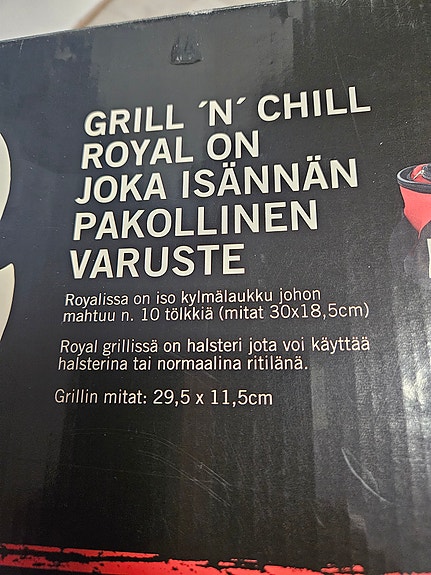 GRILL ´N´ CHILL
ROYAL ON
JOKA ISÄNNÄN
PAKOLLINEN
VARUSTE
Royalissa on iso kylmälaukku johon
mahtuu n. 10 tölkkiä (mitat 30x18,5cm)
Royal grillissä on halsteri jota voi käyttää
halsterina tai normaalina ritilänä.
Grillin mitat: 29,5 x 11,5cm